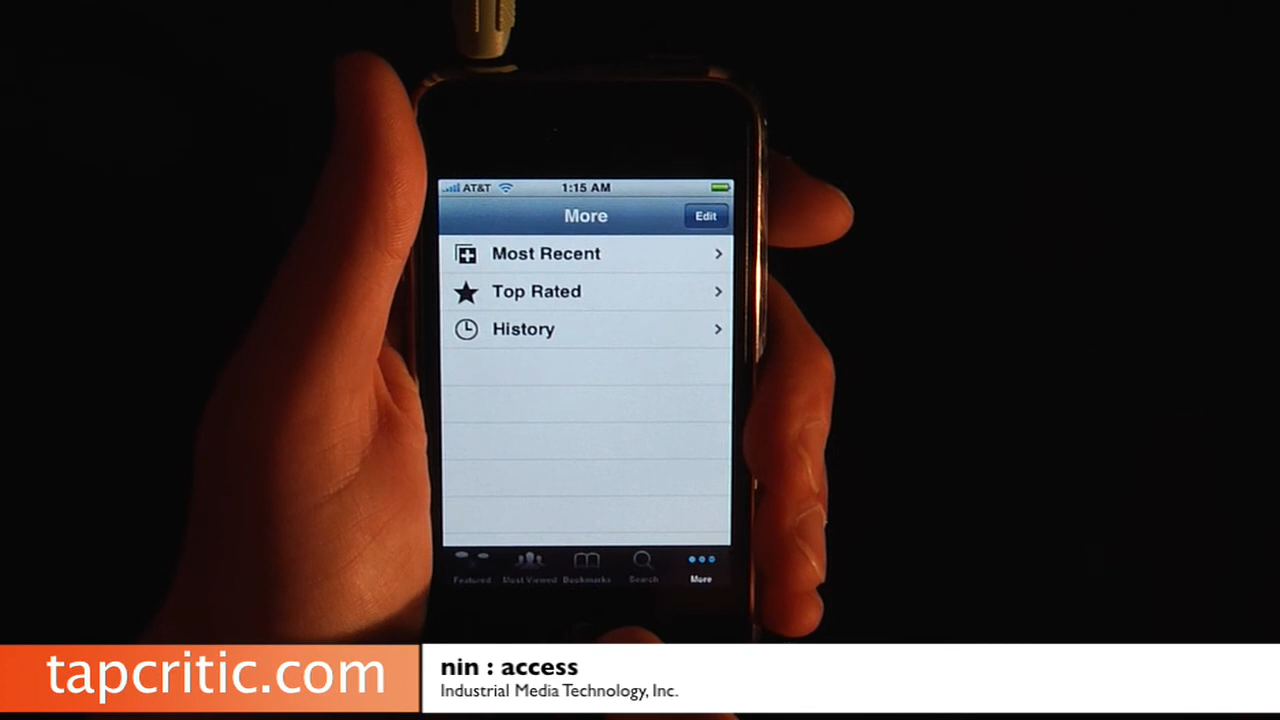 AT&T 1:15 AM
More Edit
Most Recent
Top Rated
History
Featured Most Viewed Bookmarks Search More
tapcritic.com
nin : access
Industrial Media Technology, Inc.